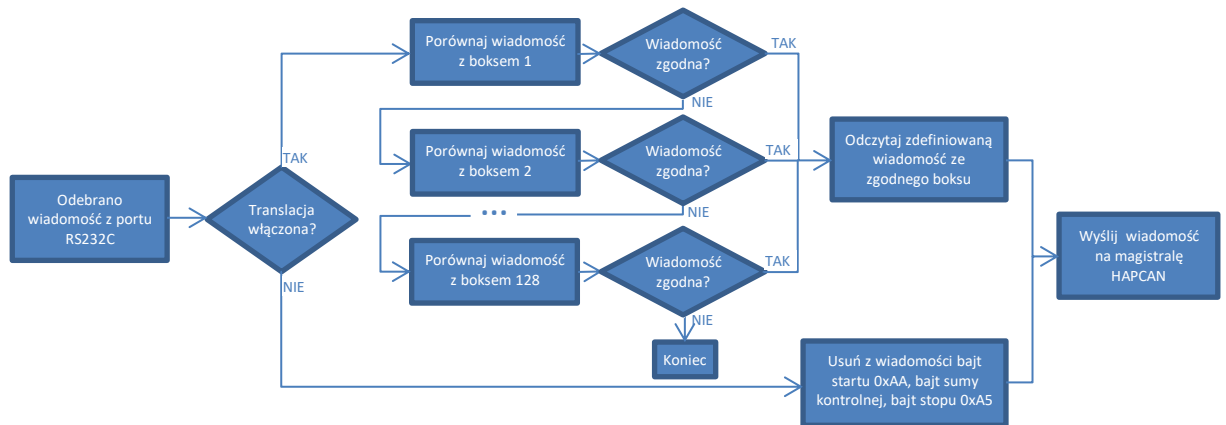 Odebrano
wiadomość z portu
RS232C
Translacja
włączona?
TAK
NIE
Porównaj wiadomość
z boksem 1
Wiadomość
zgodna?
TAK
NIE
Porównaj wiadomość
z boksem 2
Wiadomość
zgodna?
TAK
NIE
...
Porównaj wiadomość
z boksem 128
Wiadomość
zgodna?
TAK
NIE
Koniec
Odczytaj zdefiniowaną
wiadomość ze
zgodnego boksu
Usuń z wiadomości bajt
startu 0xAA, bajt sumy
kontrolnej, bajt stopu 0xA5
Wyślij wiadomość
na magistralę
HAPCAN